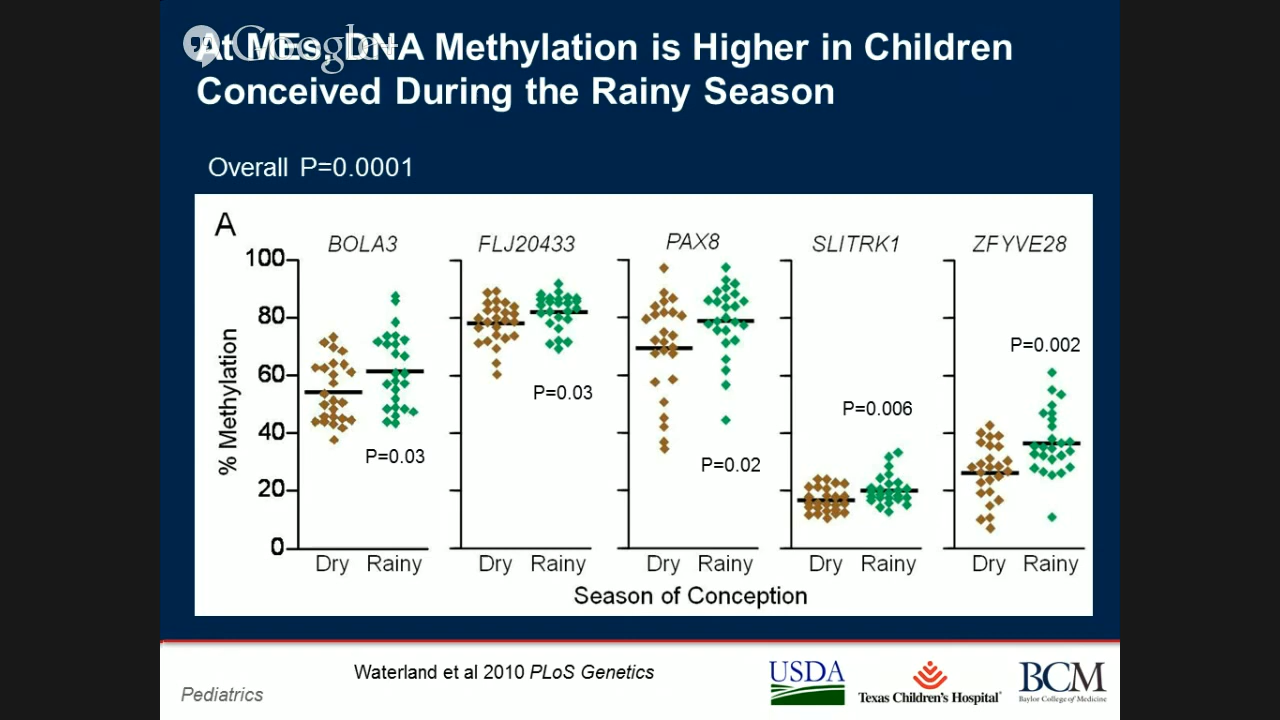 Google+
At MEs, DNA Methylation is Higher in Children
Conceived During the Rainy Season
Overall P=0.0001
A
BOLA3 FLJ20433 PAX8 SLITRK1 ZFYVE28
100
80
60
40
20
0
% Methylation
P=0.03
P=0.03
P=0.02
P=0.006
P=0.002
Dry Rainy Dry Rainy Dry Rainy Dry Rainy Dry Rainy
Season of Conception
Waterland et al 2010 PLoS Genetics
Pediatrics
USDA
Texas Children's Hospital
BCM
Baylor College of Medicine